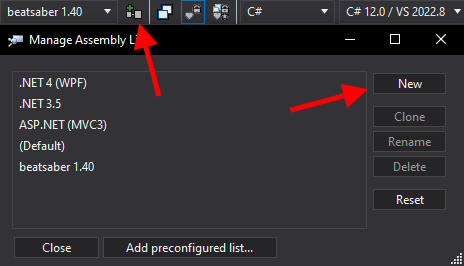 beatsaber 1.40 C# C# 12.0 / VS 2022.8
Manage Assembly Li
.NET 4 (WPF)
.NET 3.5
ASP.NET (MVC3)
(Default)
beatsaber 1.40
New
Clone
Rename
Delete
Reset
Close
Add preconfigured list...